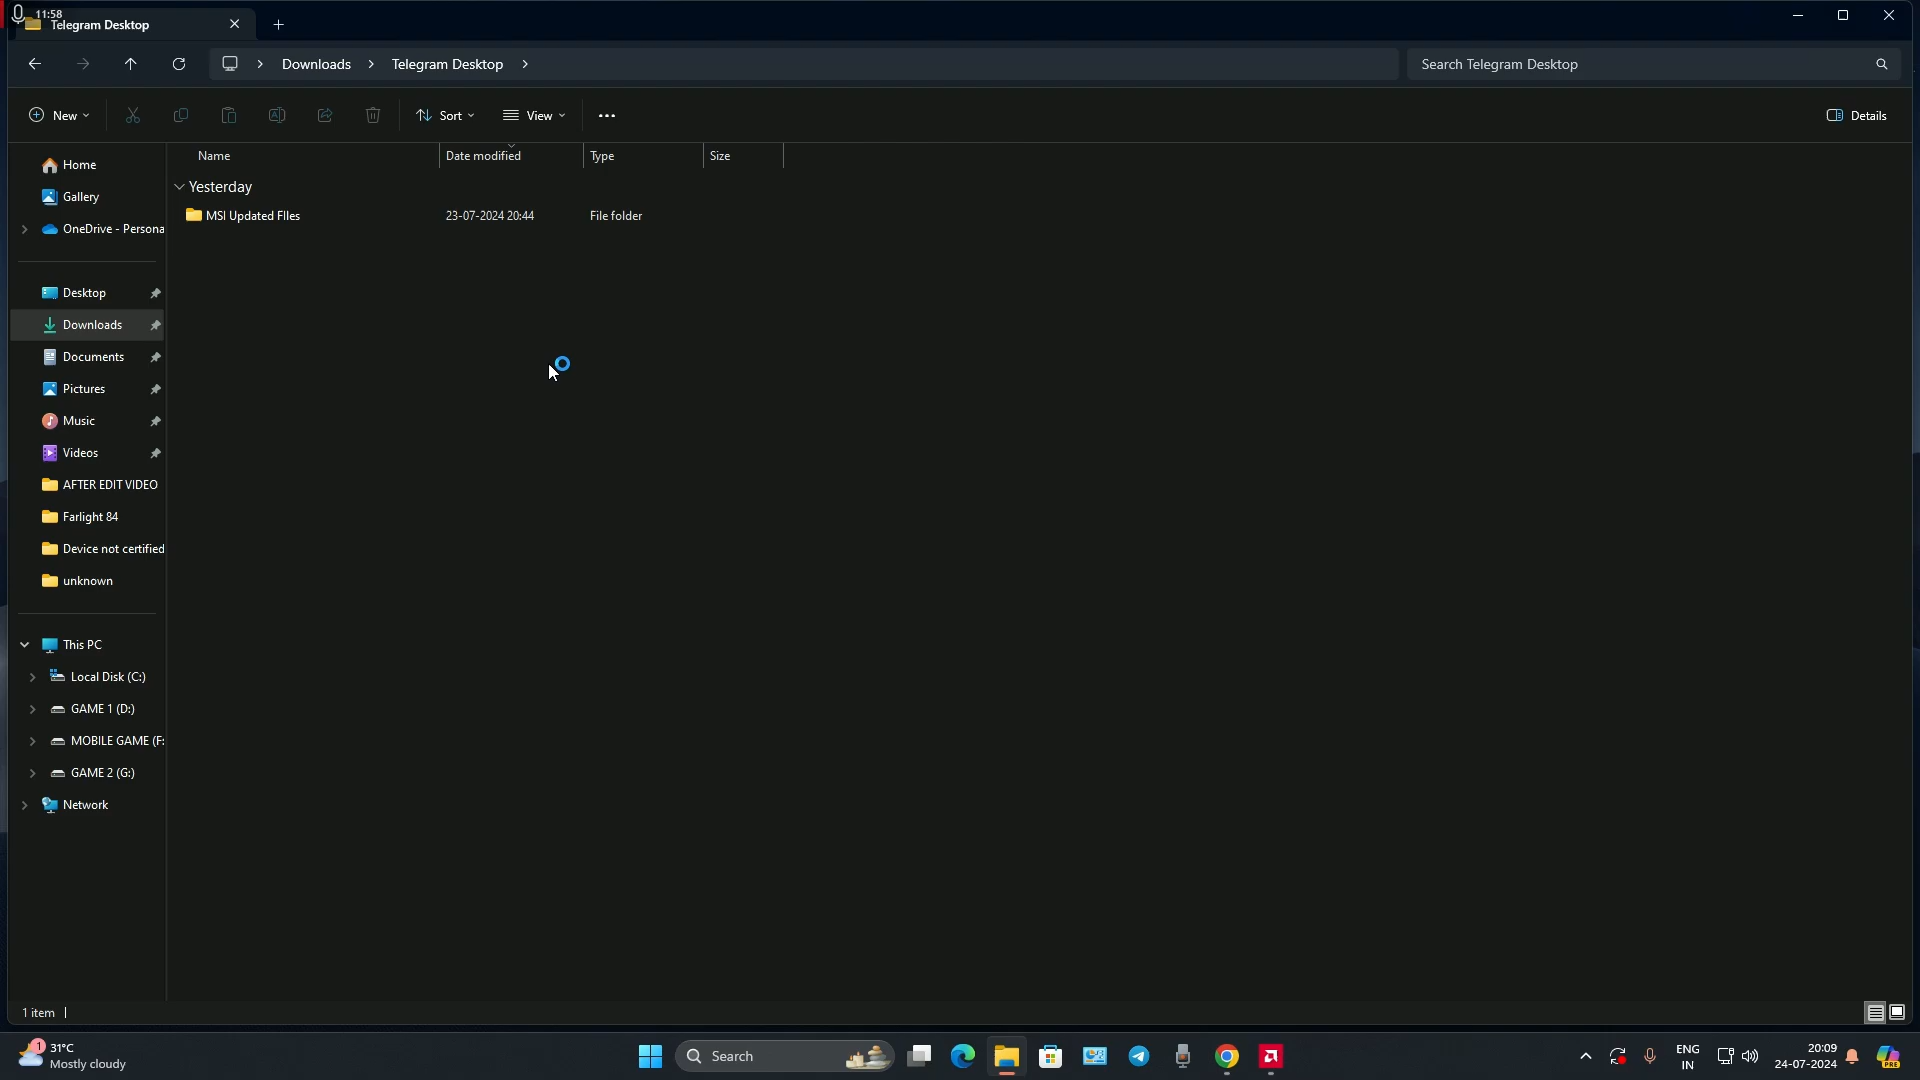 11:58
Telegram Desktop
Downloads
Telegram Desktop
Search Telegram Desktop
New
Sort
View
Details
Name
Date modified
Type
Size
Yesterday
MSI Updated FIles
23-07-2024 20:44
File folder
Home
Gallery
OneDrive - Persona
Desktop
Downloads
Documents
Pictures
Music
Videos
AFTER EDIT VIDEO
Farlight 84
Device not certified
unknown
This PC
Local Disk (C:)
GAME 1 (D:)
MOBILE GAME (F:
GAME 2 (G:)
Network
1 item
1
31°C
Mostly cloudy
Search
ENG
IN
20:09
24-07-2024
PRE